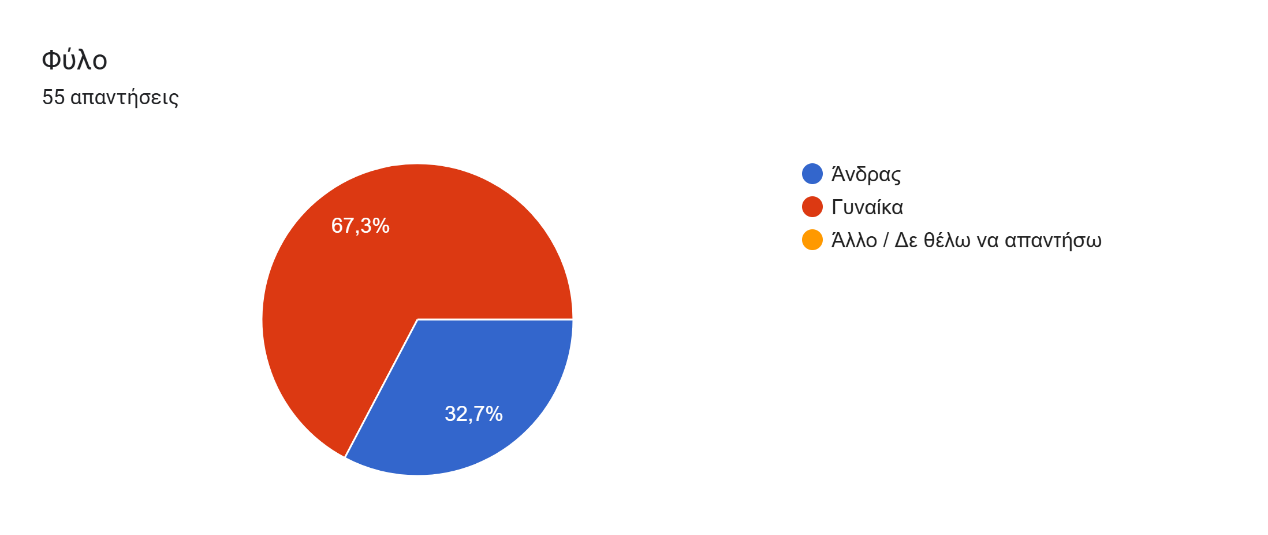 Φύλο
55 απαντήσεις
67,3%
32,7%
Άνδρας
Γυναίκα
Άλλο / Δε θέλω να απαντήσω